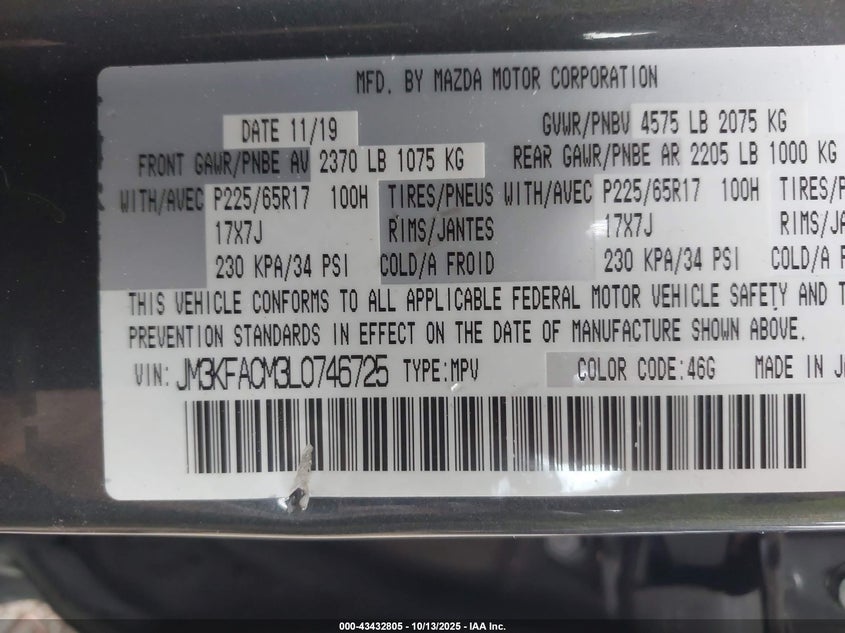 MFD. BY MAZDA MOTOR CORPORATION
DATE 11/19 GVWR/PNBV 4575 LB 2075 KG
FRONT GAWR/PNBE AV 2370 LB 1075 KG REAR GAWR/PNBE AR 2205 LB 1000 KG
WITH/AVEC P225/65R17 100H TIRES/PNEUS WITH/AVEC P225/65R17 100H TIRES/P
17X7J RIMS/JANTES 17X7J RIMS/JA
230 KPA/34 PSI COLD/A FROID 230 KPA/34 PSI COLD/A F
THIS VEHICLE CONFORMS TO ALL APPLICABLE FEDERAL MOTOR VEHICLE SAFETY AND T
PREVENTION STANDARDS IN EFFECT ON THE DATE OF MANUFACTURE SHOWN ABOVE.
VIN: JM3KFACM3L0746725 TYPE:MPV COLOR CODE:46G MADE IN J
000-43432805 - 10/13/2025 - IAA Inc.